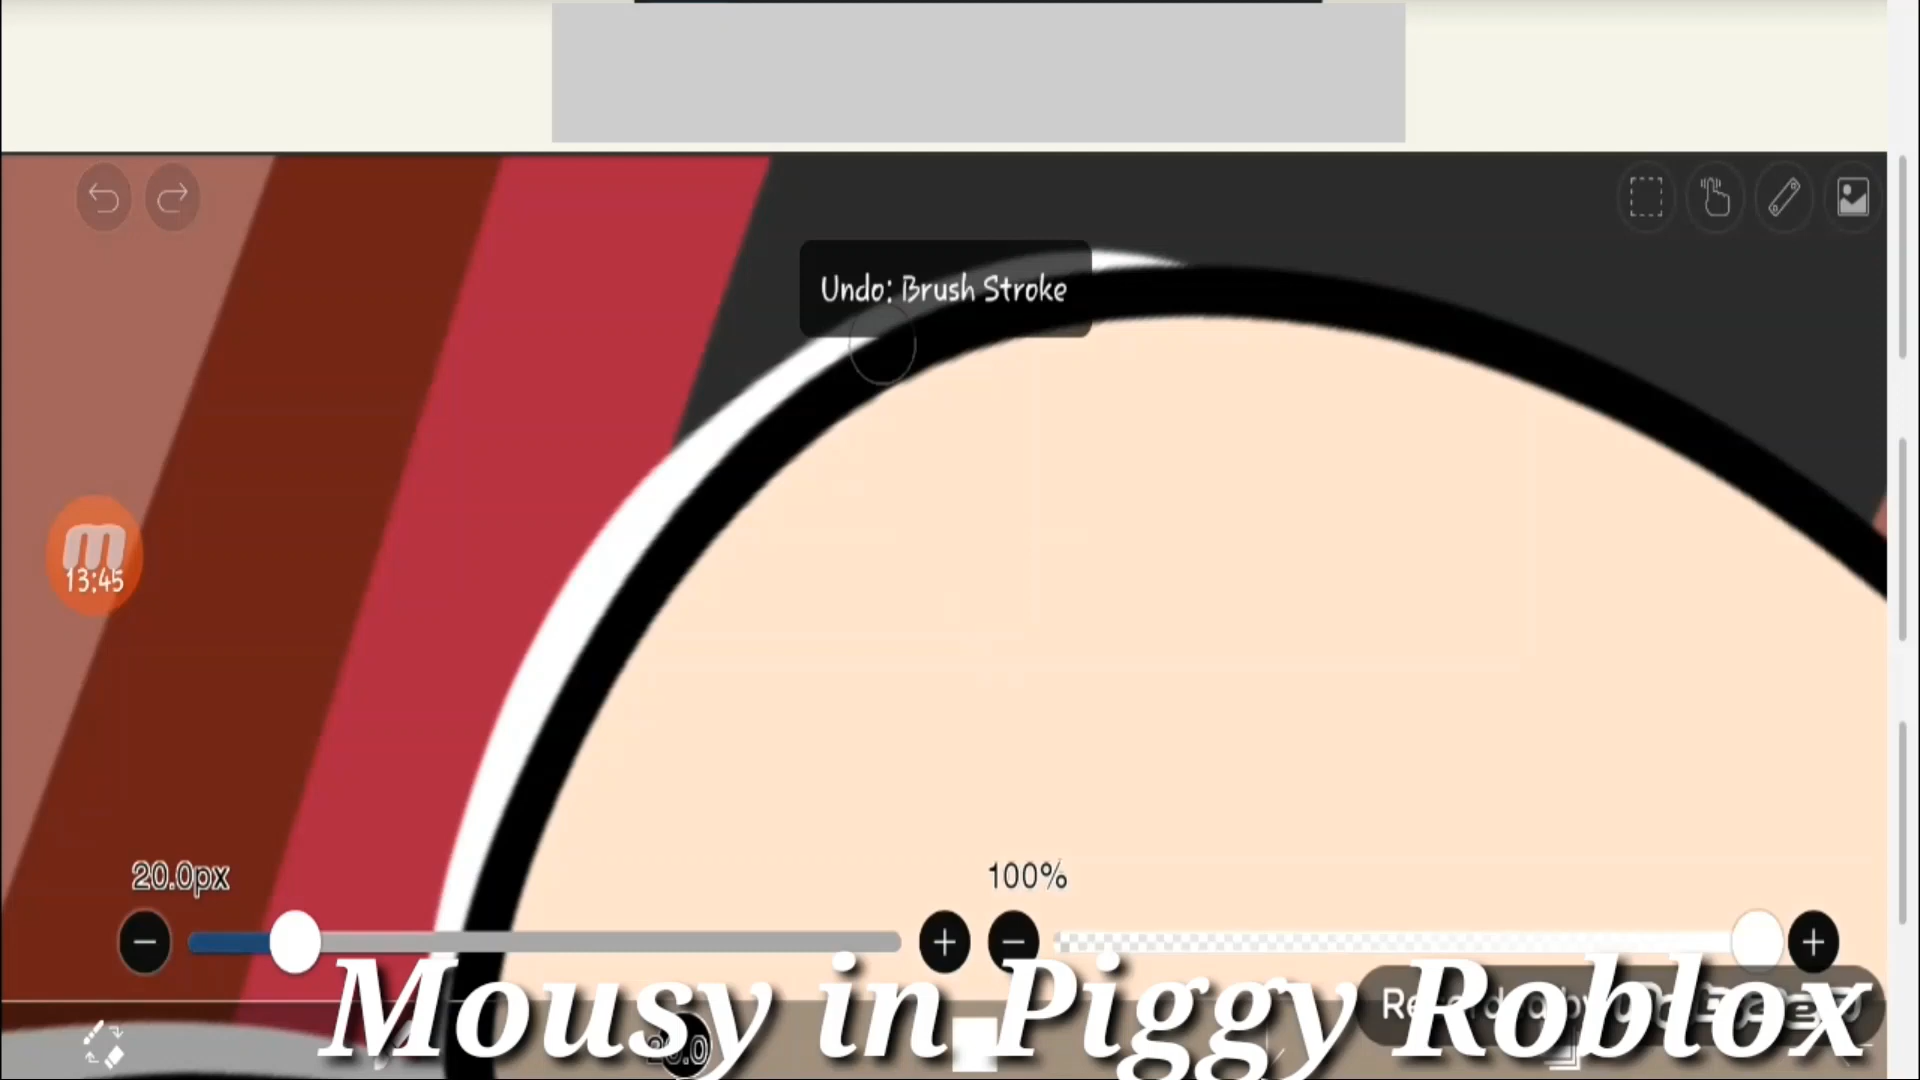 Undo: Brush Stroke
m
13:45
20.0px
100%
Mousy in Piggy Roblox